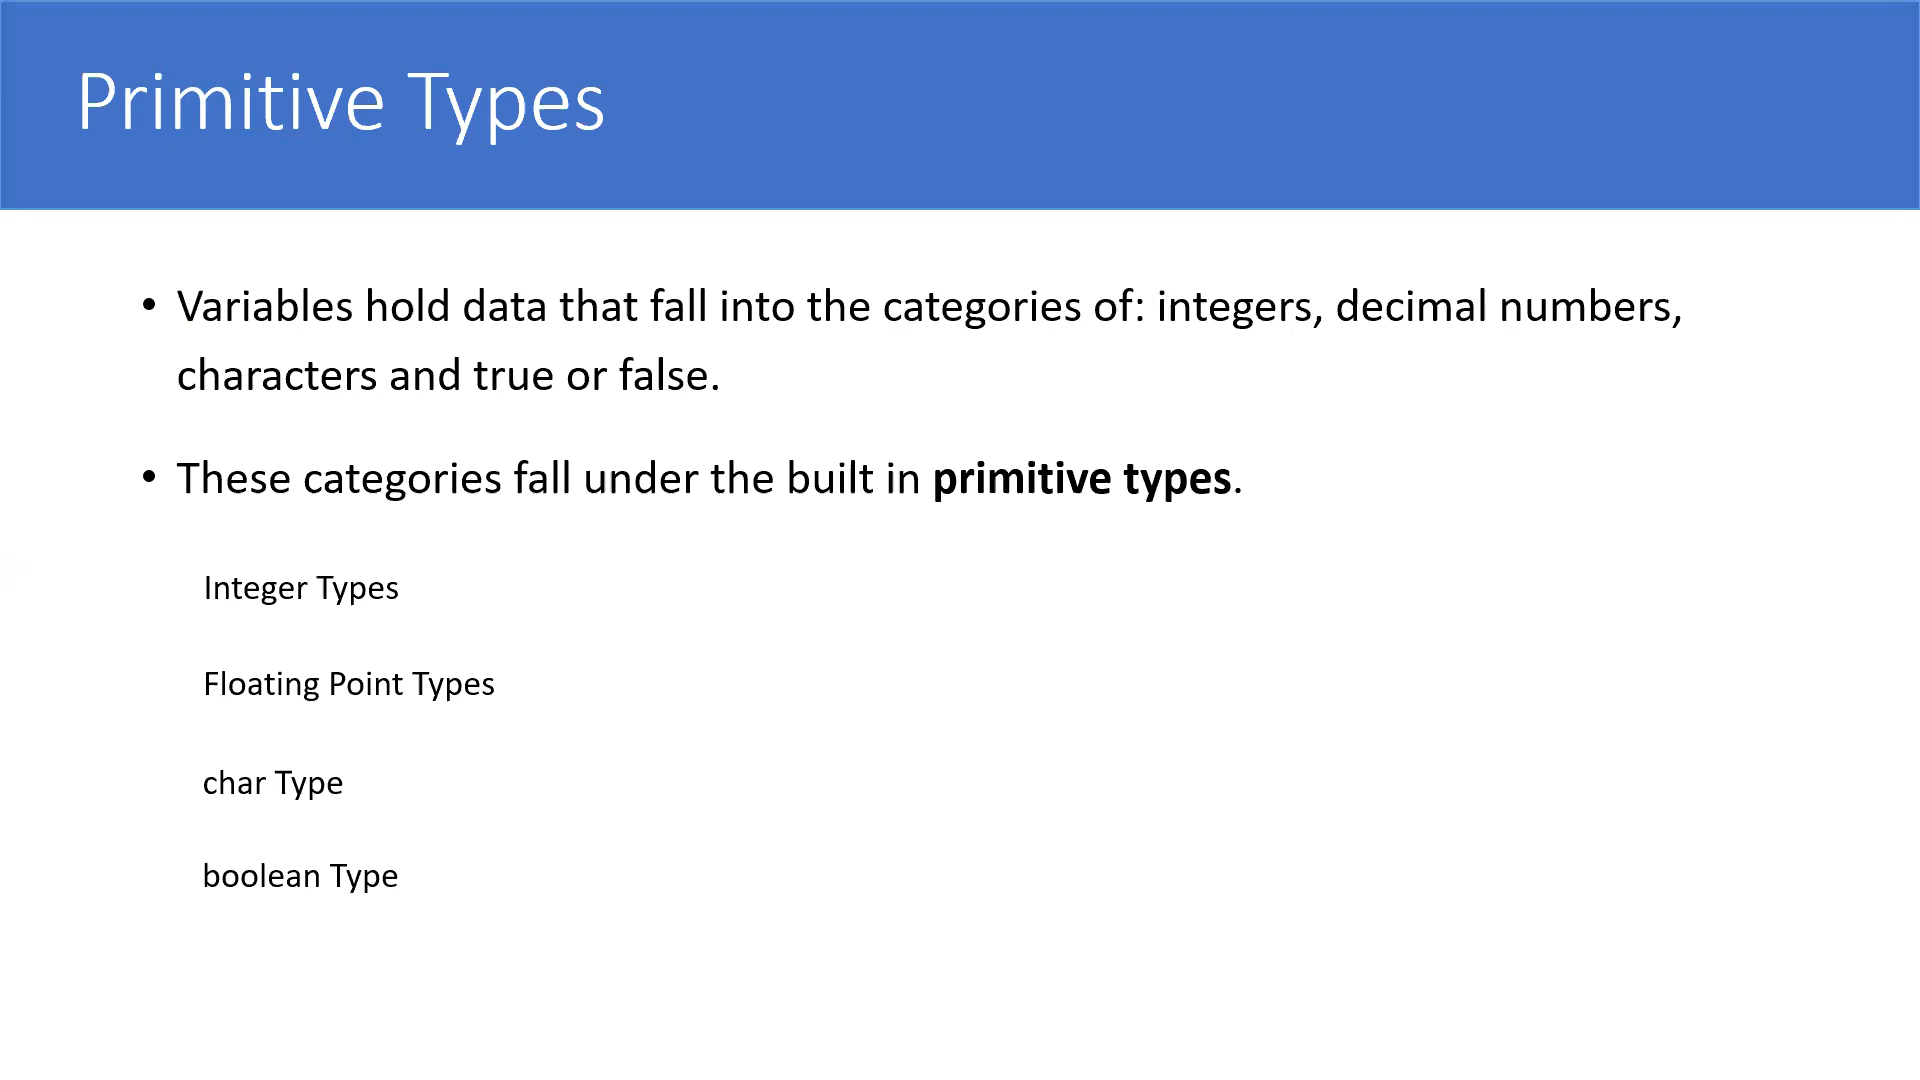 Primitive Types
• Variables hold data that fall into the categories of: integers, decimal numbers,
characters and true or false.
• These categories fall under the built in primitive types.
Integer Types
Floating Point Types
char Type
boolean Type